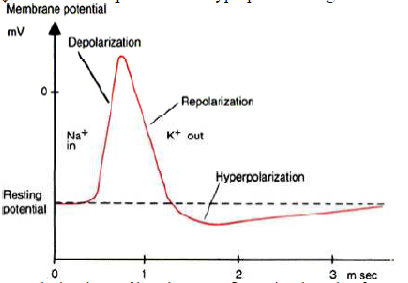 Membrane potential
mV
Depolarization
0
Repolarization
Na+
in
K+ out
Hyperpolarization
Resting
potential
0 1 2 3 m sec